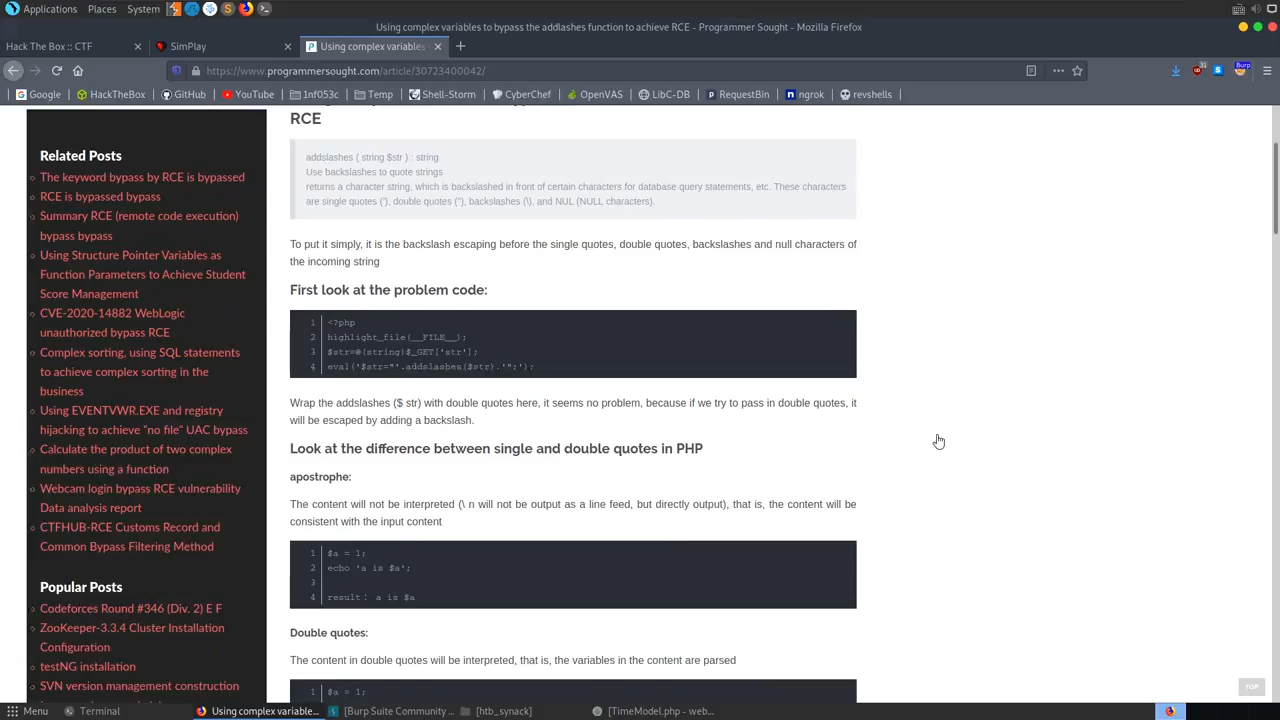 Applications Places System
Using complex variables to bypass the addlashes function to achieve RCE - Programmer Sought - Mozilla Firefox
Hack The Box :: CTF
SimPlay
Using complex variables
https://www.programmersought.com/article/30723400042/
31
Burp
Google HackTheBox GitHub YouTube 1nf053c Temp Shell-Storm CyberChef OpenVAS LibC-DB RequestBin ngrok revshells
Related Posts
The keyword bypass by RCE is bypassed
RCE is bypassed bypass
Summary RCE (remote code execution)
bypass bypass
Using Structure Pointer Variables as
Function Parameters to Achieve Student
Score Management
CVE-2020-14882 WebLogic
unauthorized bypass RCE
Complex sorting, using SQL statements
to achieve complex sorting in the
business
Using EVENTVWR.EXE and registry
hijacking to achieve "no file" UAC bypass
Calculate the product of two complex
numbers using a function
Webcam login bypass RCE vulnerability
Data analysis report
CTFHUB-RCE Customs Record and
Common Bypass Filtering Method
Popular Posts
Codeforces Round #346 (Div. 2) E F
ZooKeeper-3.3.4 Cluster Installation
Configuration
testNG installation
SVN version management construction
RCE
addslashes ( string $str ) : string
Use backslashes to quote strings
returns a character string, which is backslashed in front of certain characters for database query statements, etc. These characters
are single quotes ('), double quotes ("), backslashes (\), and NUL (NULL characters).
To put it simply, it is the backslash escaping before the single quotes, double quotes, backslashes and null characters of
the incoming string
First look at the problem code:
1 <?php
2 highlight_file(__FILE__);
3 $str=@(string)$_GET['str'];
4 eval('$str="'.addslashes($str).'";');
Wrap the addslashes ($ str) with double quotes here, it seems no problem, because if we try to pass in double quotes, it
will be escaped by adding a backslash.
Look at the difference between single and double quotes in PHP
apostrophe:
The content will not be interpreted (\ n will not be output as a line feed, but directly output), that is, the content will be
consistent with the input content
1 $a = 1;
2 echo 'a is $a';
3
4 result: a is $a
Double quotes:
The content in double quotes will be interpreted, that is, the variables in the content are parsed
1 $a = 1;
TOP
Menu Terminal Using complex variable... [Burp Suite Community ... [htb_synack] [TimeModel.php - web...